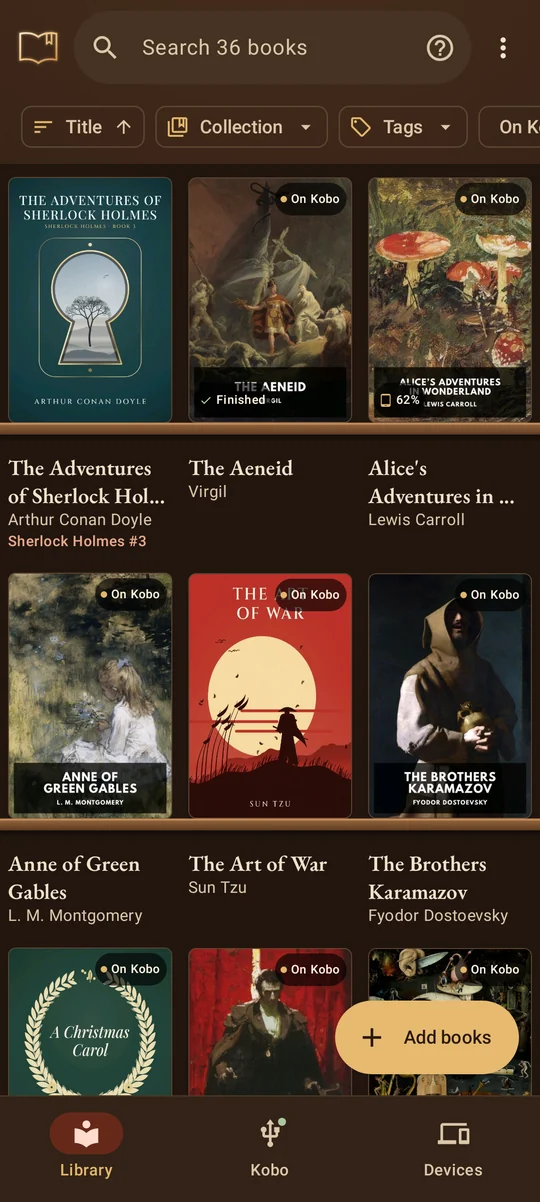 Search 36 books
Title
Collection
Tags
On K
THE ADVENTURES OF
SHERLOCK HOLMES
SHERLOCK HOLMES · BOOK 3
ARTHUR CONAN DOYLE
On Kobo
THE AENEID
Finished
On Kobo
ALICE'S ADVENTURES
IN WONDERLAND
LEWIS CARROLL
62%
The Adventures
of Sherlock Hol...
Arthur Conan Doyle
Sherlock Holmes #3
The Aeneid
Virgil
Alice's
Adventures in ...
Lewis Carroll
On Kobo
ANNE OF
GREEN GABLES
L. M. MONTGOMERY
On Kobo
THE ART
OF WAR
SUN TZU
On Kobo
THE BROTHERS
KARAMAZOV
FYODOR DOSTOEVSKY
Anne of Green
Gables
L. M. Montgomery
The Art of War
Sun Tzu
The Brothers
Karamazov
Fyodor Dostoevsky
On Kobo
A Christmas
Carol
On Kobo
On Kobo
Add books
Library
Kobo
Devices